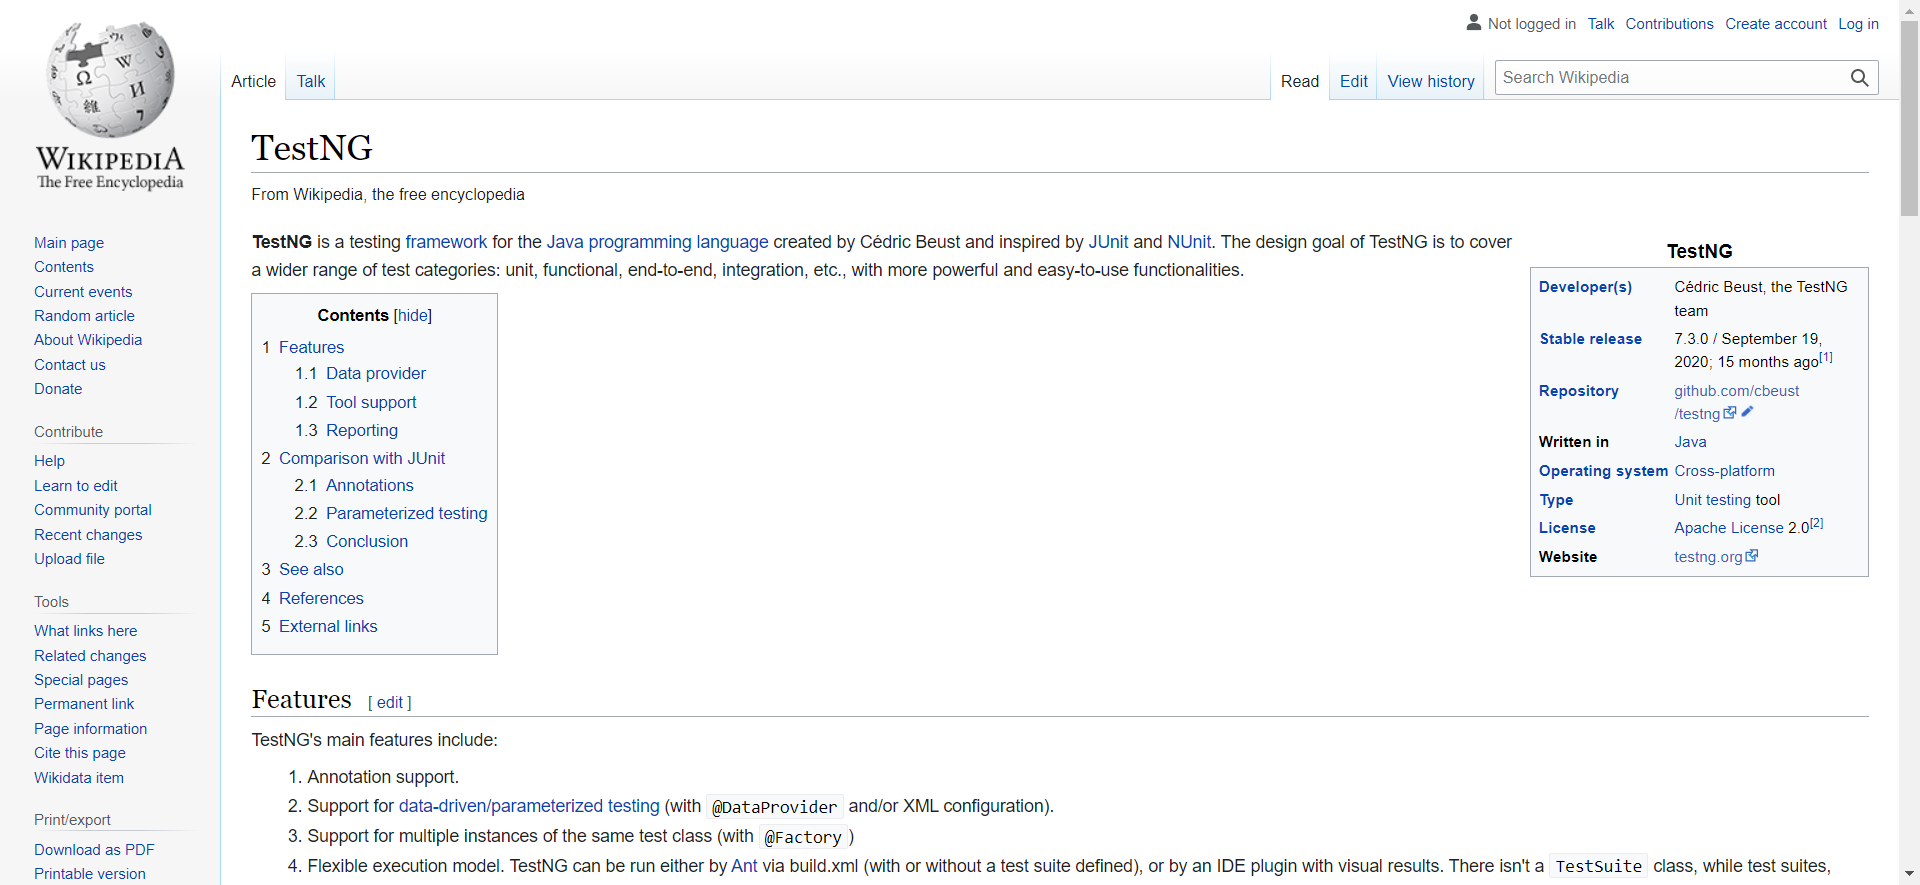 Not logged in Talk Contributions Create account Log in
Article Talk Read Edit View history Search Wikipedia
WIKIPEDIA
The Free Encyclopedia
Main page
Contents
Current events
Random article
About Wikipedia
Contact us
Donate
Contribute
Help
Learn to edit
Community portal
Recent changes
Upload file
Tools
What links here
Related changes
Special pages
Permanent link
Page information
Cite this page
Wikidata item
Print/export
Download as PDF
Printable version
TestNG
From Wikipedia, the free encyclopedia
TestNG is a testing framework for the Java programming language created by Cédric Beust and inspired by JUnit and NUnit. The design goal of TestNG is to cover
a wider range of test categories: unit, functional, end-to-end, integration, etc., with more powerful and easy-to-use functionalities.
Contents [hide]
1 Features
1.1 Data provider
1.2 Tool support
1.3 Reporting
2 Comparison with JUnit
2.1 Annotations
2.2 Parameterized testing
2.3 Conclusion
3 See also
4 References
5 External links
TestNG
Developer(s) Cédric Beust, the TestNG
team
Stable release 7.3.0 / September 19,
2020; 15 months ago[1]
Repository github.com/cbeust
/testng
Written in Java
Operating system Cross-platform
Type Unit testing tool
License Apache License 2.0[2]
Website testng.org
Features [ edit ]
TestNG's main features include:
1. Annotation support.
2. Support for data-driven/parameterized testing (with @DataProvider and/or XML configuration).
3. Support for multiple instances of the same test class (with @Factory )
4. Flexible execution model. TestNG can be run either by Ant via build.xml (with or without a test suite defined), or by an IDE plugin with visual results. There isn't a TestSuite class, while test suites,